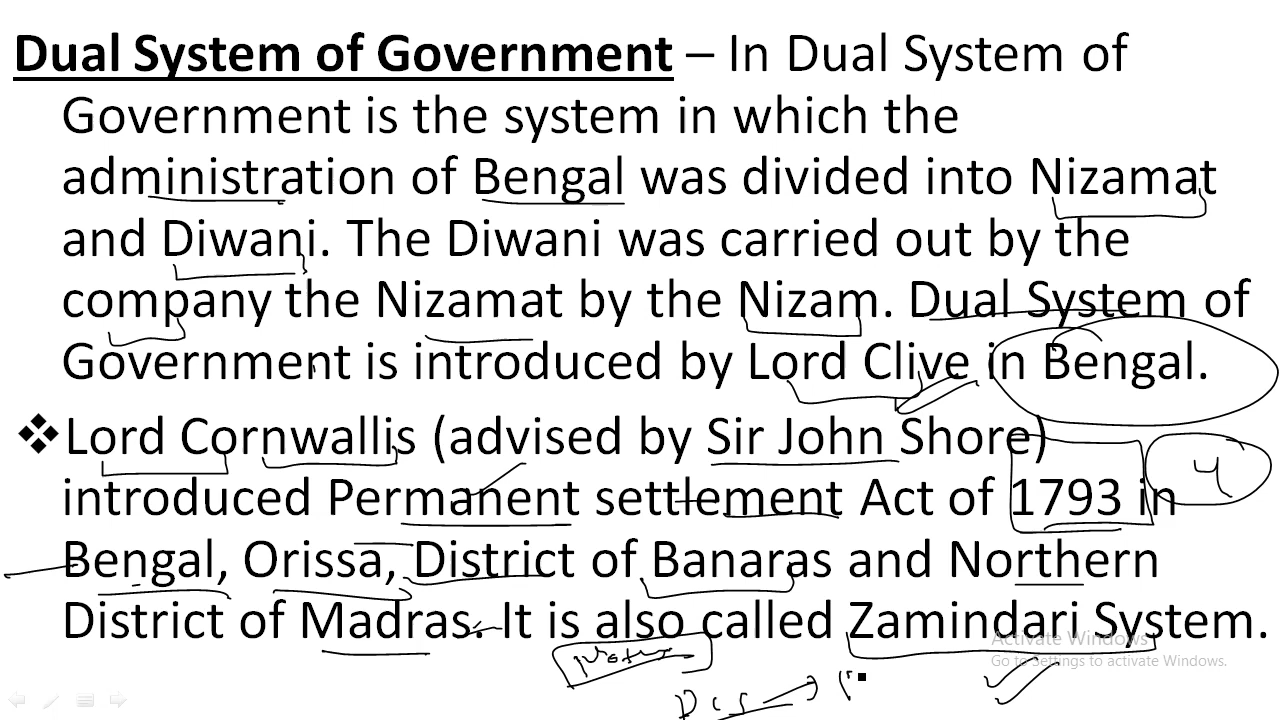 Dual System of Government – In Dual System of
Government is the system in which the
administration of Bengal was divided into Nizamat
and Diwani. The Diwani was carried out by the
company the Nizamat by the Nizam. Dual System of
Government is introduced by Lord Clive in Bengal.
❖Lord Cornwallis (advised by Sir John Shore)
4
introduced Permanent settlement Act of 1793 in
Bengal, Orissa, District of Banaras and Northern
District of Madras. It is also called Zamindari System.
Activate Windows
Go to Settings to activate Windows.